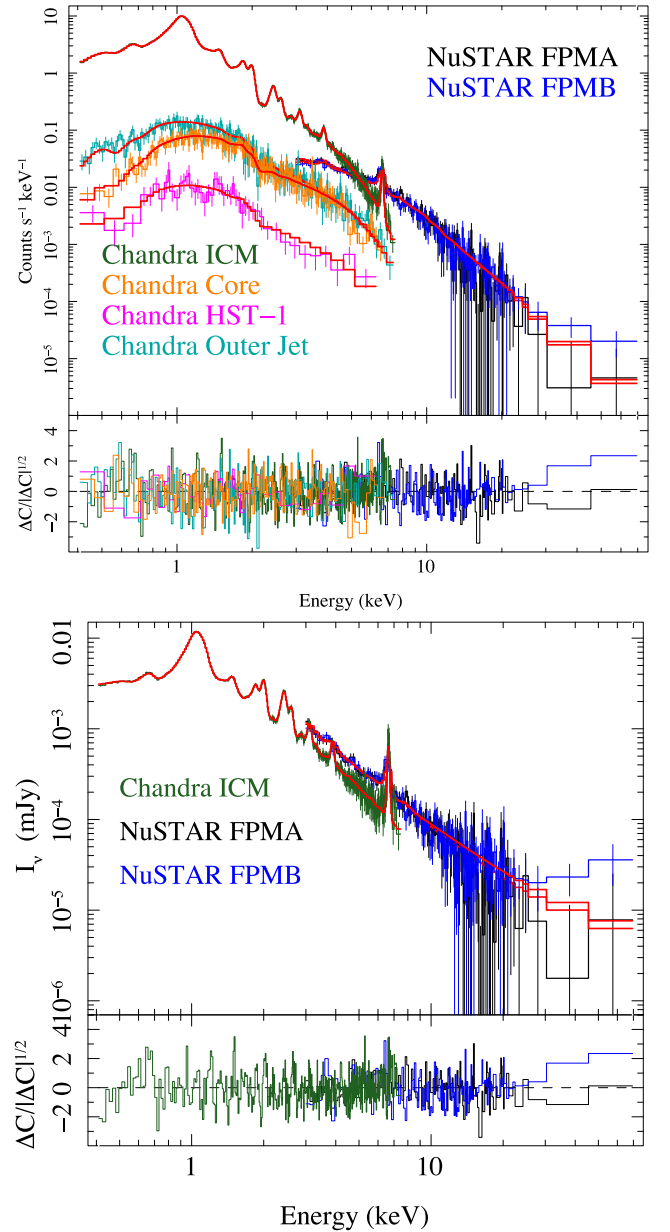 10
NuSTAR FPMA
NuSTAR FPMB
1
0.1
0.01
10⁻³
10⁻⁴
10⁻⁵
Counts s⁻¹ keV⁻¹
Chandra ICM
Chandra Core
Chandra HST−1
Chandra Outer Jet
4
2
0
−2
ΔC/|ΔC|^1/2
1
10
Energy (keV)
0.01
10⁻³
10⁻⁴
10⁻⁵
10⁻⁶
Iν (mJy)
Chandra ICM
NuSTAR FPMA
NuSTAR FPMB
4
2
0
−2
ΔC/|ΔC|^1/2
1
10
Energy (keV)